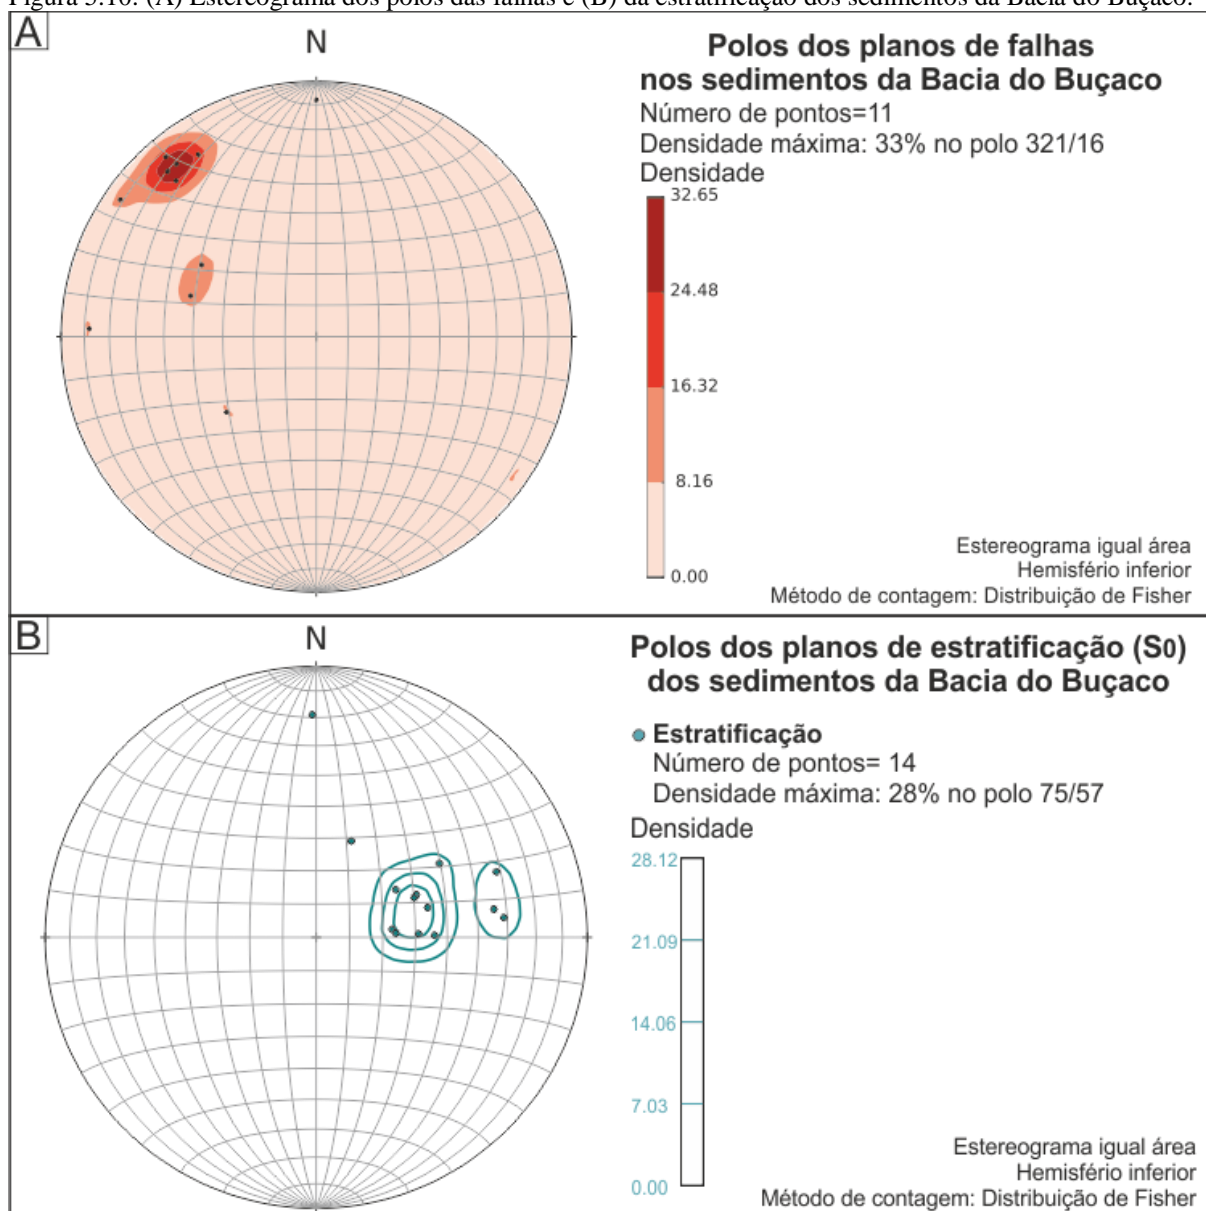 Figura 5.10: (A) Estereograma dos polos das falhas e (B) da estratificação dos sedimentos da Bacia do Buçaco.
A
N
Polos dos planos de falhas
nos sedimentos da Bacia do Buçaco
Número de pontos=11
Densidade máxima: 33% no polo 321/16
Densidade
32.65
24.48
16.32
8.16
0.00
Estereograma igual área
Hemisfério inferior
Método de contagem: Distribuição de Fisher
B
N
Polos dos planos de estratificação (S0)
dos sedimentos da Bacia do Buçaco
Estratificação
Número de pontos= 14
Densidade máxima: 28% no polo 75/57
Densidade
28.12
21.09
14.06
7.03
0.00
Estereograma igual área
Hemisfério inferior
Método de contagem: Distribuição de Fisher